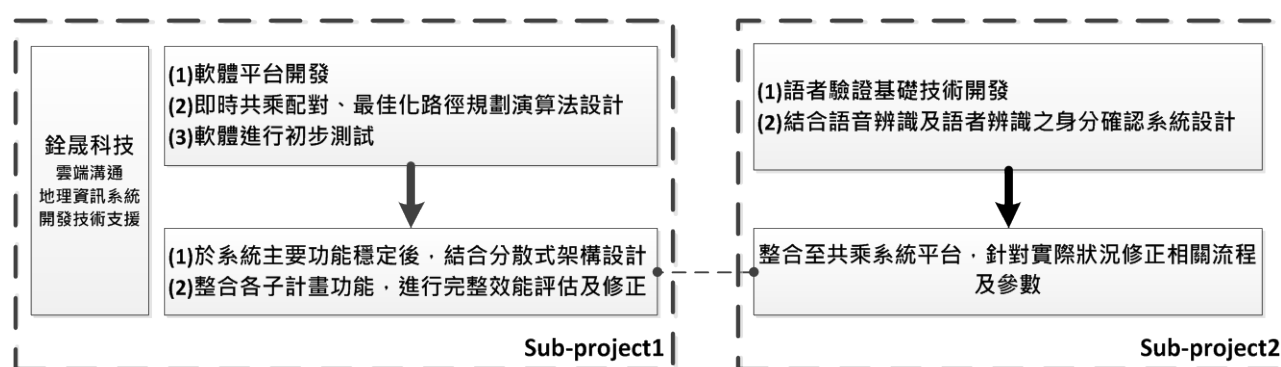 銓晟科技
雲端溝通
地理資訊系統
開發技術支援
(1)軟體平台開發
(2)即時共乘配對、最佳化路徑規劃演算法設計
(3)軟體進行初步測試
(1)於系統主要功能穩定後，結合分散式架構設計
(2)整合各子計畫功能，進行完整效能評估及修正
Sub-project1
(1)語者驗證基礎技術開發
(2)結合語音辨識及語者辨識之身分確認系統設計
整合至共乘系統平台，針對實際狀況修正相關流程
及參數
Sub-project2